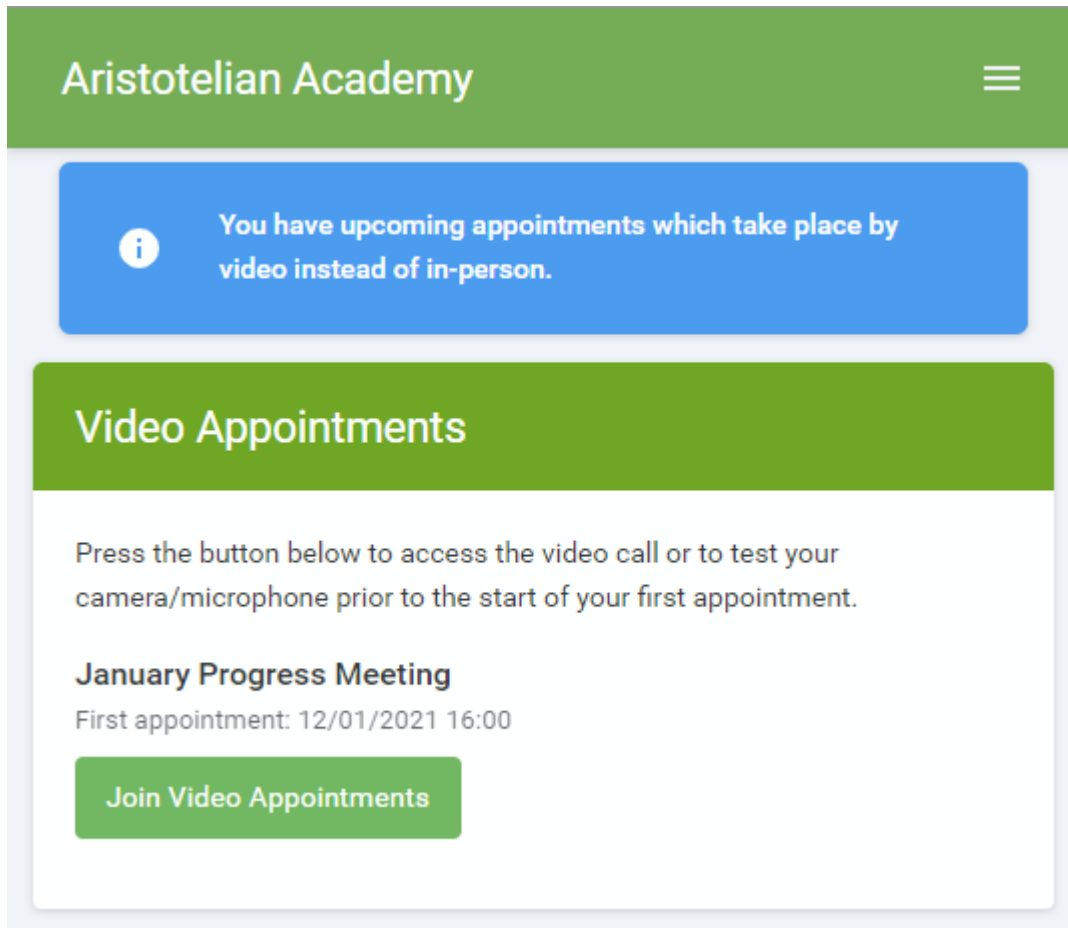 Aristotelian Academy
You have upcoming appointments which take place by
video instead of in-person.
Video Appointments
Press the button below to access the video call or to test your
camera/microphone prior to the start of your first appointment.
January Progress Meeting
First appointment: 12/01/2021 16:00
Join Video Appointments